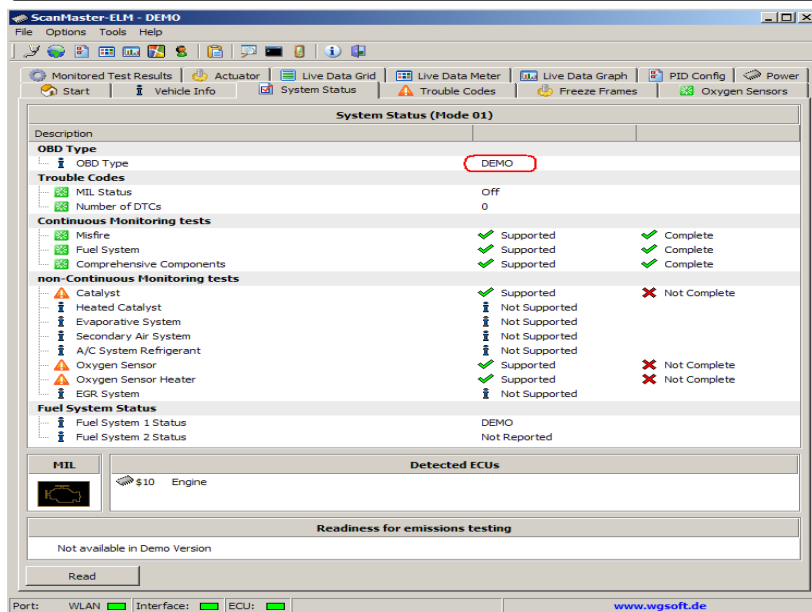 ScanMaster-ELM - DEMO
File Options Tools Help
Monitored Test Results Actuator Live Data Grid Live Data Meter Live Data Graph PID Config Power
Start Vehicle Info System Status Trouble Codes Freeze Frames Oxygen Sensors
System Status (Mode 01)
Description
OBD Type
OBD Type DEMO
Trouble Codes
MIL Status Off
Number of DTCs 0
Continuous Monitoring tests
Misfire Supported Complete
Fuel System Supported Complete
Comprehensive Components Supported Complete
non-Continuous Monitoring tests
Catalyst Supported Not Complete
Heated Catalyst Not Supported
Evaporative System Not Supported
Secondary Air System Not Supported
A/C System Refrigerant Not Supported
Oxygen Sensor Supported Not Complete
Oxygen Sensor Heater Supported Not Complete
EGR System Not Supported
Fuel System Status
Fuel System 1 Status DEMO
Fuel System 2 Status Not Reported
MIL Detected ECUs
$10 Engine
Readiness for emissions testing
Not available in Demo Version
Read
Port: WLAN Interface: ECU: www.wgsoft.de